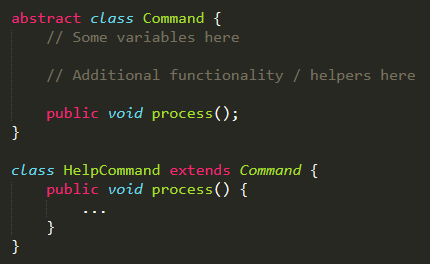 abstract class Command {
// Some variables here
// Additional functionality / helpers here
public void process();
}
class HelpCommand extends Command {
public void process() {
...
}
}